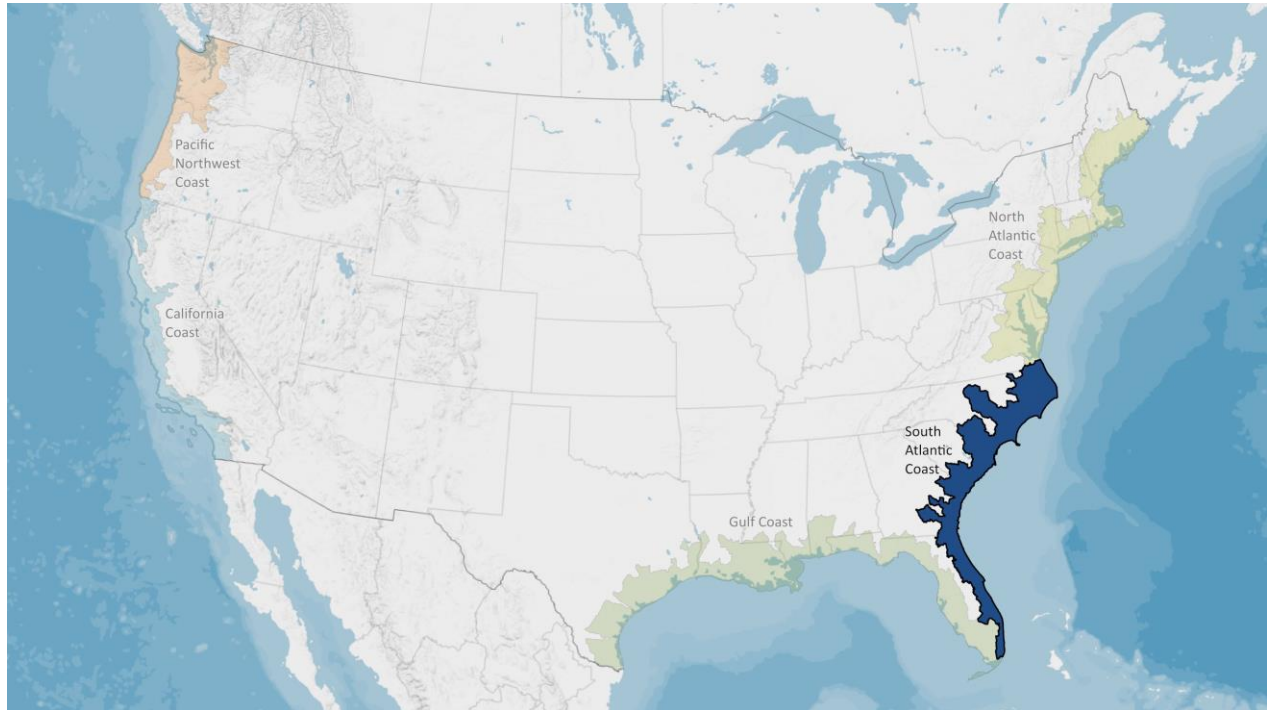 Pacific
Northwest
Coast
California
Coast
North
Atlantic
Coast
South
Atlantic
Coast
Gulf Coast